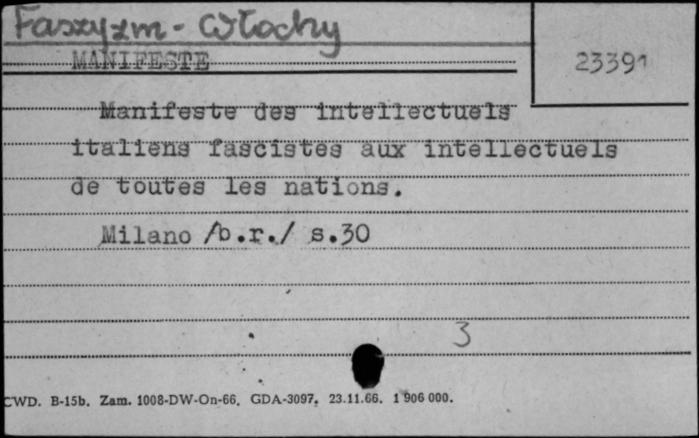 Faszyzm - Włochy
MANIFESTE
23391
Manifeste des intellectuels
italiens fascistes aux intellectuels
de toutes les nations.
Milano /b.r./ s.30
3
CWD. B-15b. Zam. 1008-DW-On-66. GDA-3097. 23.11.66. 1 906 000.